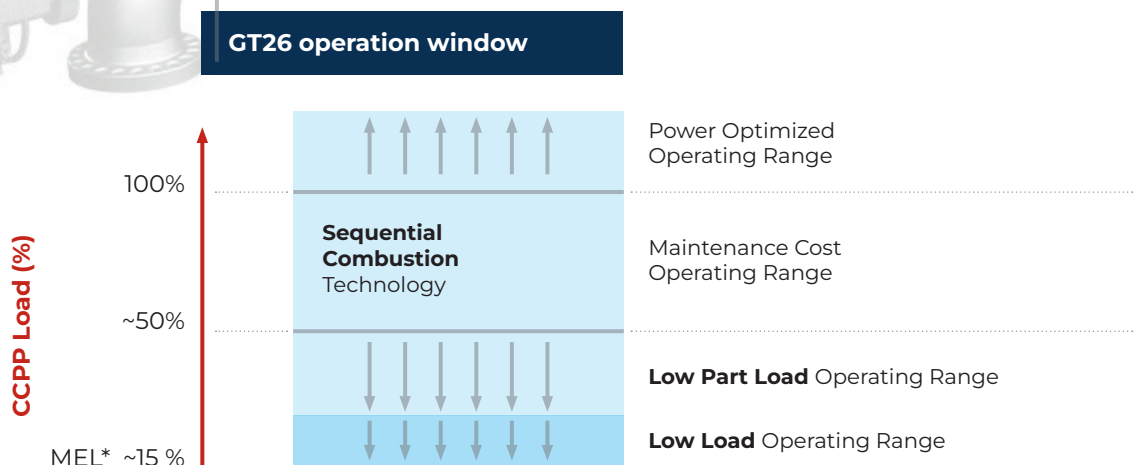 GT26 operation window
Power Optimized
Operating Range
100%
Sequential
Combustion
Technology
Maintenance Cost
Operating Range
~50%
CCPP Load (%)
Low Part Load Operating Range
Low Load Operating Range
MEL* ~15 %